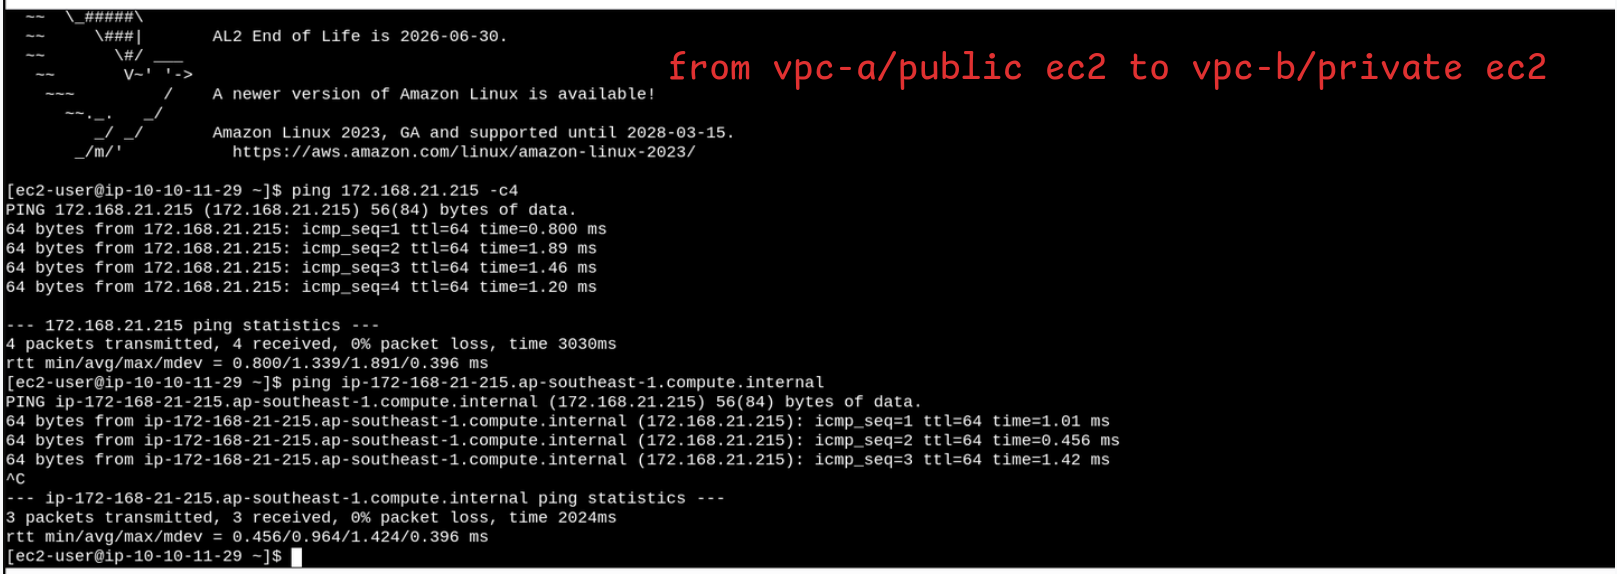 ~~  \_#####\
~~     \###|       AL2 End of Life is 2026-06-30.
from vpc-a/public ec2 to vpc-b/private ec2
~~       \#/ ___
~~       V~' '->
~~~         /    A newer version of Amazon Linux is available!
~~._.   _/
_/ _/       Amazon Linux 2023, GA and supported until 2028-03-15.
_/m/'           https://aws.amazon.com/linux/amazon-linux-2023/
[ec2-user@ip-10-10-11-29 ~]$ ping 172.168.21.215 -c4
PING 172.168.21.215 (172.168.21.215) 56(84) bytes of data.
64 bytes from 172.168.21.215: icmp_seq=1 ttl=64 time=0.800 ms
64 bytes from 172.168.21.215: icmp_seq=2 ttl=64 time=1.89 ms
64 bytes from 172.168.21.215: icmp_seq=3 ttl=64 time=1.46 ms
64 bytes from 172.168.21.215: icmp_seq=4 ttl=64 time=1.20 ms
--- 172.168.21.215 ping statistics ---
4 packets transmitted, 4 received, 0% packet loss, time 3030ms
rtt min/avg/max/mdev = 0.800/1.339/1.891/0.396 ms
[ec2-user@ip-10-10-11-29 ~]$ ping ip-172-168-21-215.ap-southeast-1.compute.internal
PING ip-172-168-21-215.ap-southeast-1.compute.internal (172.168.21.215) 56(84) bytes of data.
64 bytes from ip-172-168-21-215.ap-southeast-1.compute.internal (172.168.21.215): icmp_seq=1 ttl=64 time=1.01 ms
64 bytes from ip-172-168-21-215.ap-southeast-1.compute.internal (172.168.21.215): icmp_seq=2 ttl=64 time=0.456 ms
64 bytes from ip-172-168-21-215.ap-southeast-1.compute.internal (172.168.21.215): icmp_seq=3 ttl=64 time=1.42 ms
^C
--- ip-172-168-21-215.ap-southeast-1.compute.internal ping statistics ---
3 packets transmitted, 3 received, 0% packet loss, time 2024ms
rtt min/avg/max/mdev = 0.456/0.964/1.424/0.396 ms
[ec2-user@ip-10-10-11-29 ~]$